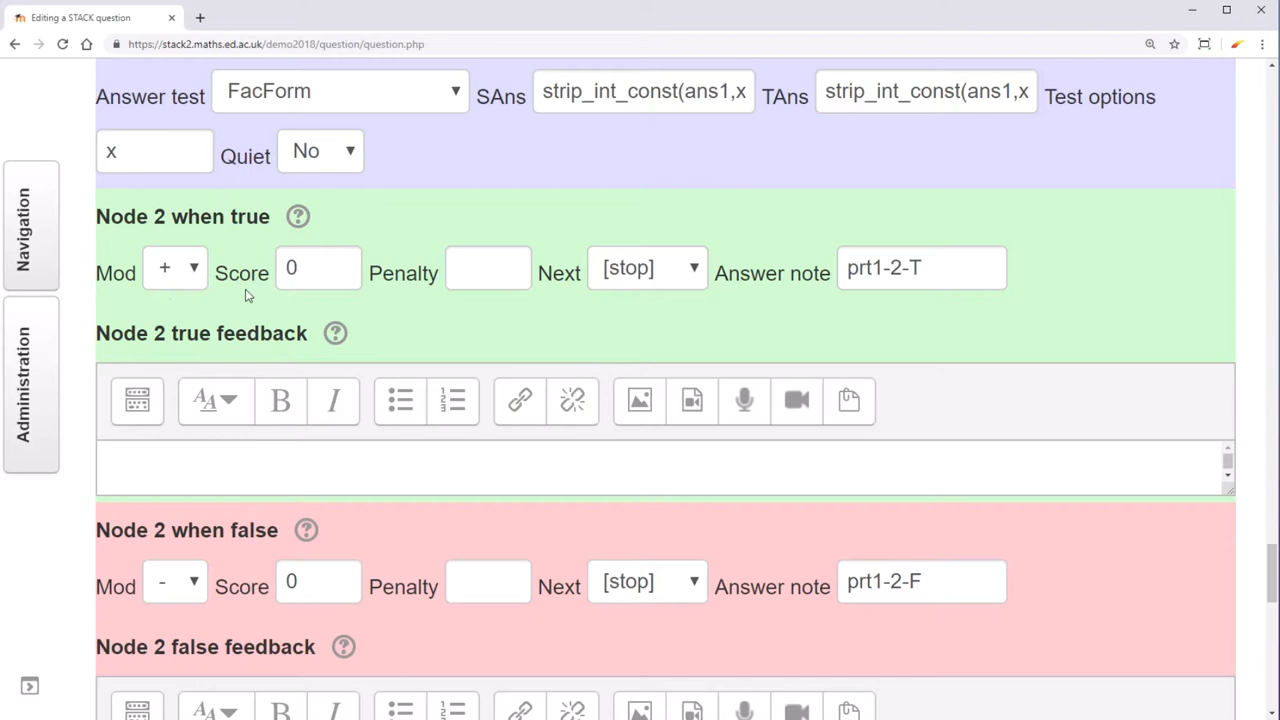 Editing a STACK question
https://stack2.maths.ed.ac.uk/demo2018/question/question.php
Answer test FacForm SAns strip_int_const(ans1,x TAns strip_int_const(ans1,x Test options
x Quiet No
Node 2 when true
Mod + Score 0 Penalty Next [stop] Answer note prt1-2-T
Node 2 true feedback
Node 2 when false
Mod - Score 0 Penalty Next [stop] Answer note prt1-2-F
Node 2 false feedback
Navigation
Administration